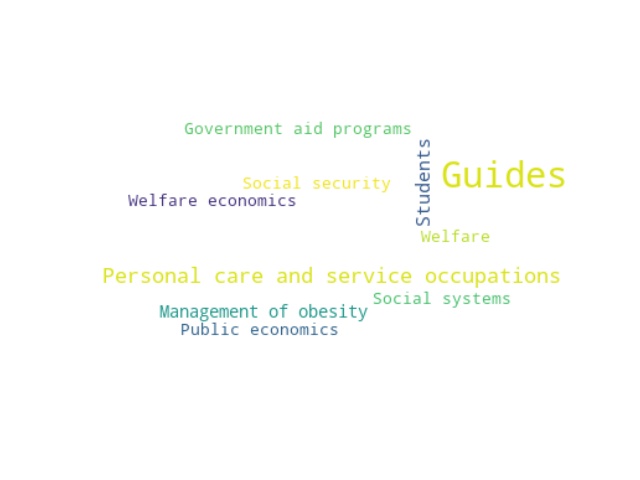 Government aid programs
Students
Guides
Social security
Welfare economics
Welfare
Personal care and service occupations
Social systems
Management of obesity
Public economics